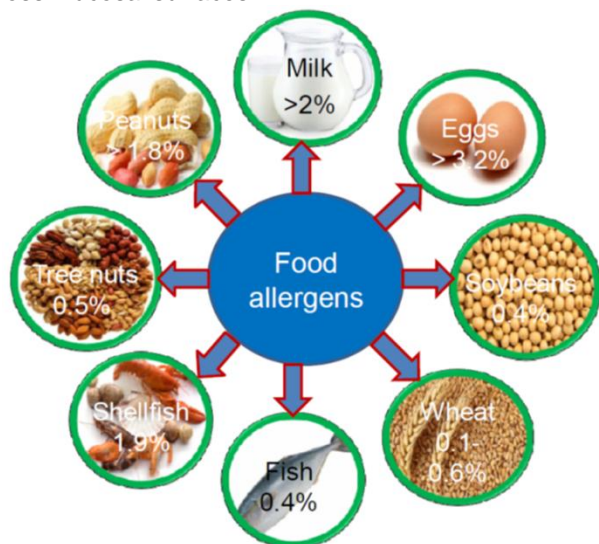 Milk
>2%
Eggs
> 3.2%
Soybeans
0.4%
Wheat
0.1-
0.6%
Fish
0.4%
Shellfish
1.9%
Tree nuts
0.5%
Peanuts
> 1.8%
Food
allergens